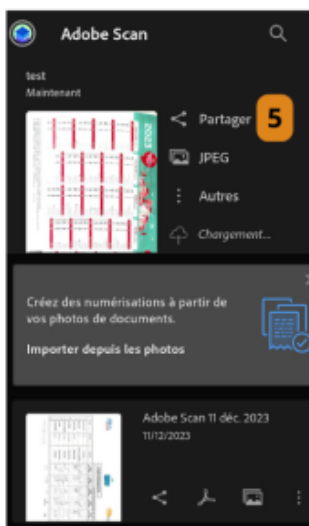 Adobe Scan
test
Maintenant
Partager 5
JPEG
Autres
Chargement...
2023
Créez des numérisations à partir de
vos photos de documents.
Importer depuis les photos
Adobe Scan 11 déc. 2023
11/12/2023